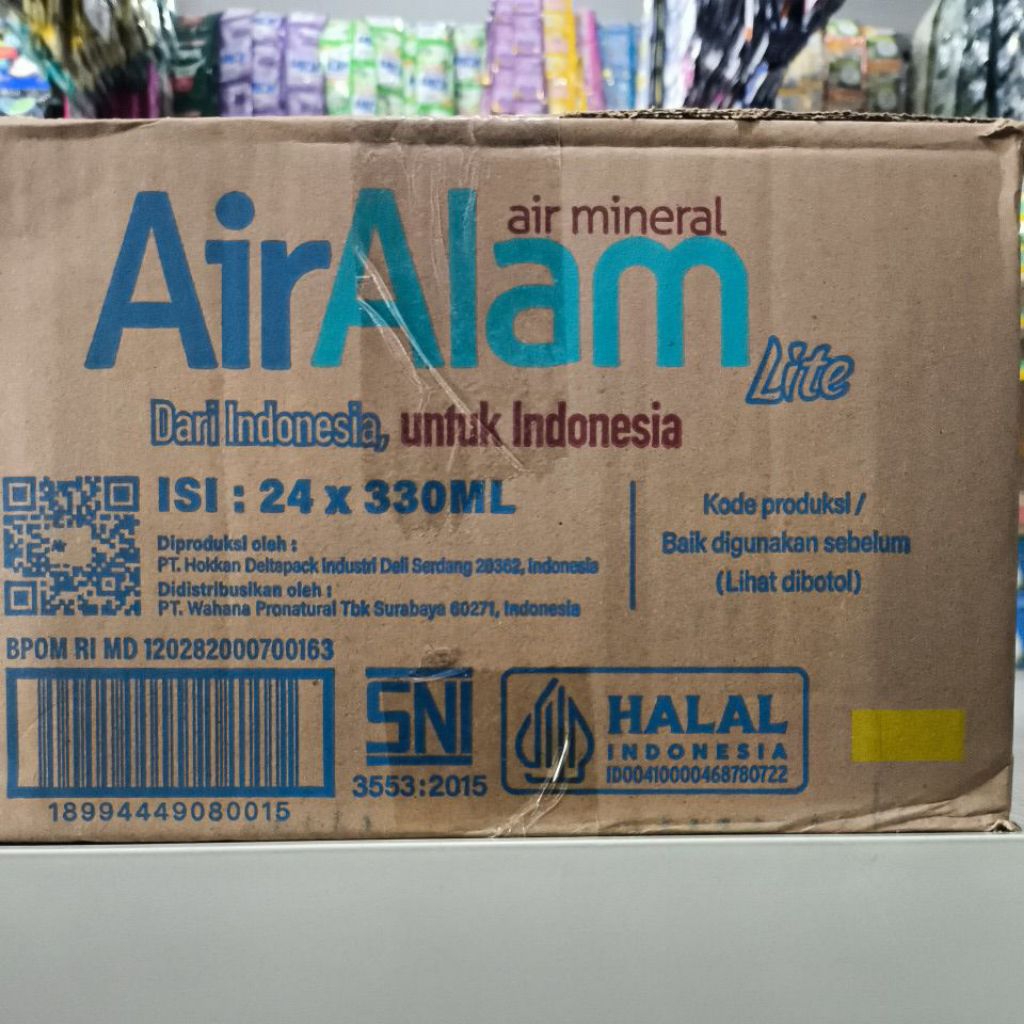 air mineral
AirAlam
Lite
Dari Indonesia, untuk Indonesia
ISI : 24 x 330ML
Diproduksi oleh :
PT. Hokkan Deltapack Industri Deli Serdang 20362, Indonesia
Didistribusikan oleh :
PT. Wahana Pronatural Tbk Surabaya 60271, Indonesia
Kode produksi /
Baik digunakan sebelum
(Lihat dibotol)
BPOM RI MD 120282000700163
18994449080015
SNI
3553:2015
HALAL
INDONESIA
ID00410000468780722